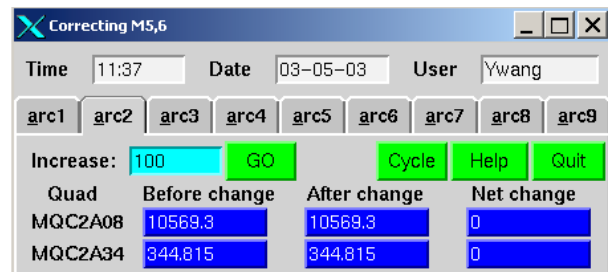 Correcting M5,6
Time 11:37 Date 03-05-03 User Ywang
arc1 arc2 arc3 arc4 arc5 arc6 arc7 arc8 arc9
Increase: 100 GO Cycle Help Quit
Quad Before change After change Net change
MQC2A08 10569.3 10569.3 0
MQC2A34 344.815 344.815 0